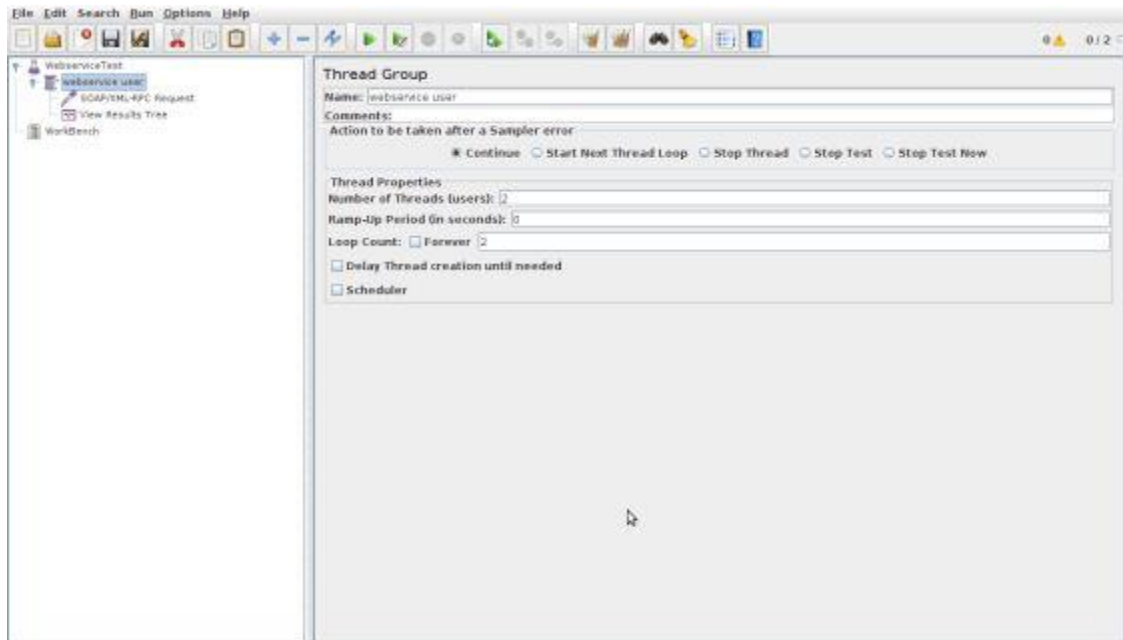 File Edit Search Run Options Help
0 0 / 2
WebserviceTest
webservice user
SOAP/XML-RPC Request
View Results Tree
WorkBench
Thread Group
Name: webservice user
Comments:
Action to be taken after a Sampler error
Continue Start Next Thread Loop Stop Thread Stop Test Stop Test Now
Thread Properties
Number of Threads (users): 2
Ramp-Up Period (in seconds): 0
Loop Count: Forever 2
Delay Thread creation until needed
Scheduler